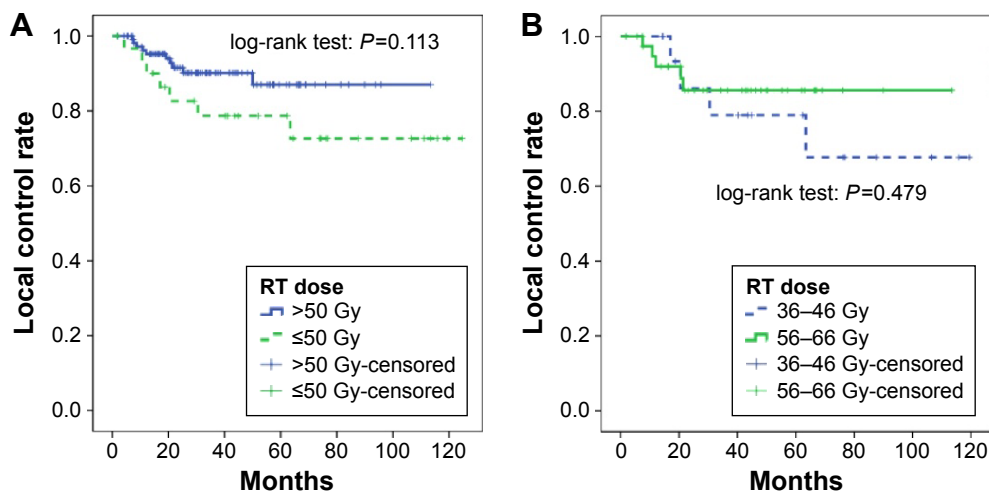 A
log-rank test: P=0.113
Local control rate
1.0
0.8
0.6
0.4
0.2
0.0
RT dose
>50 Gy
≤50 Gy
>50 Gy-censored
≤50 Gy-censored
0 20 40 60 80 100 120
Months
B
log-rank test: P=0.479
Local control rate
1.0
0.8
0.6
0.4
0.2
0.0
RT dose
36–46 Gy
56–66 Gy
36–46 Gy-censored
56–66 Gy-censored
0 20 40 60 80 100 120
Months